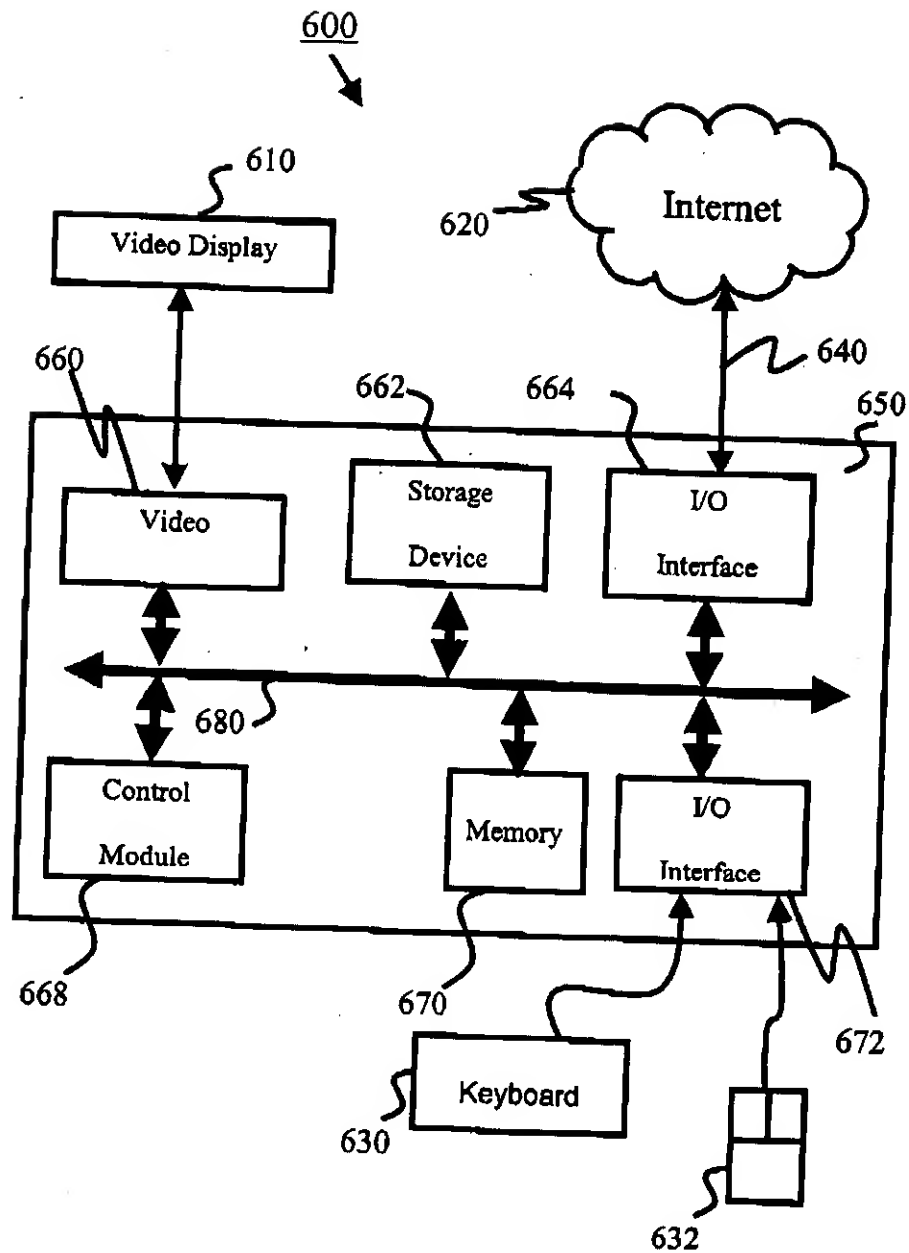 600
610
Video Display
620
Internet
660
662
664
640
650
Video
Storage
Device
I/O
Interface
680
Control
Module
Memory
I/O
Interface
668
670
672
Keyboard
630
632